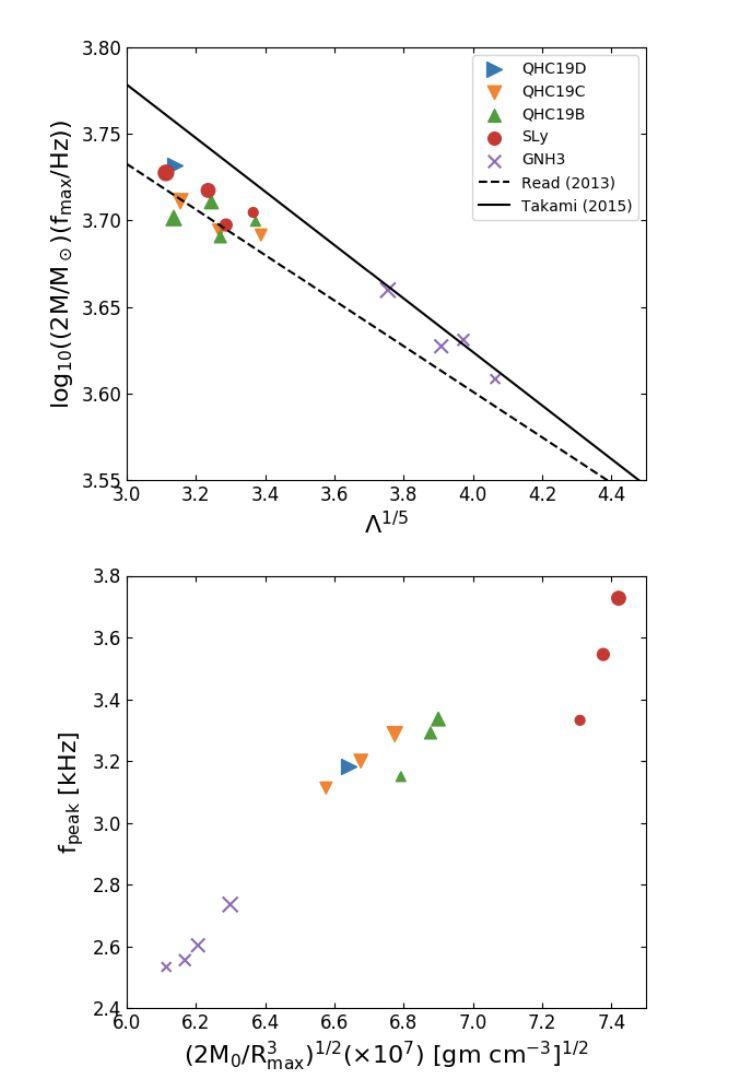 3.80
3.75
3.70
3.65
3.60
3.55
log₁₀((2M/M⊙)(fₘₐₓ/Hz))
QHC19D
QHC19C
QHC19B
SLy
GNH3
Read (2013)
Takami (2015)
3.0 3.2 3.4 3.6 3.8 4.0 4.2 4.4
Λ^{1/5}
3.8
3.6
3.4
3.2
3.0
2.8
2.6
2.4
f_{peak} [kHz]
6.0 6.2 6.4 6.6 6.8 7.0 7.2 7.4
(2M₀/R³ₘₐₓ)^{1/2}(×10⁷) [gm cm⁻³]^{1/2}